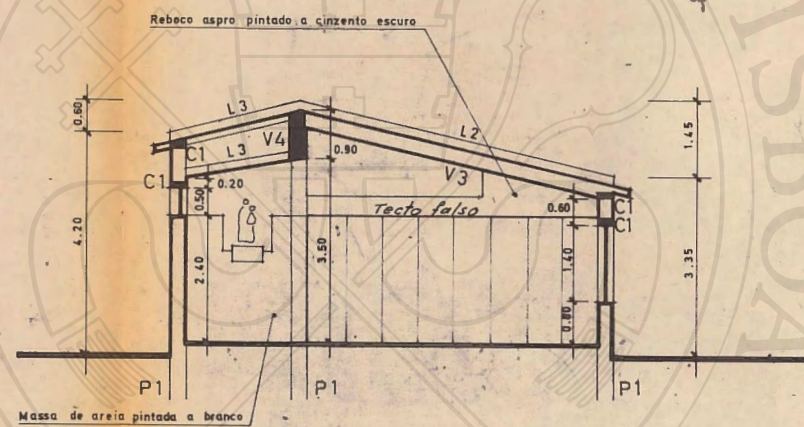 Reboco aspro pintado a cinzento escuro
ISBOA
0.60
L3
L2
1.45
V4
C1
L3
0.90
V3
C1
0.20
0.50
Tecto falso
0.60
C1
C1
4.20
2.40
3.50
1.40
3.35
0.80
P1
P1
P1
Massa de areia pintada a branco